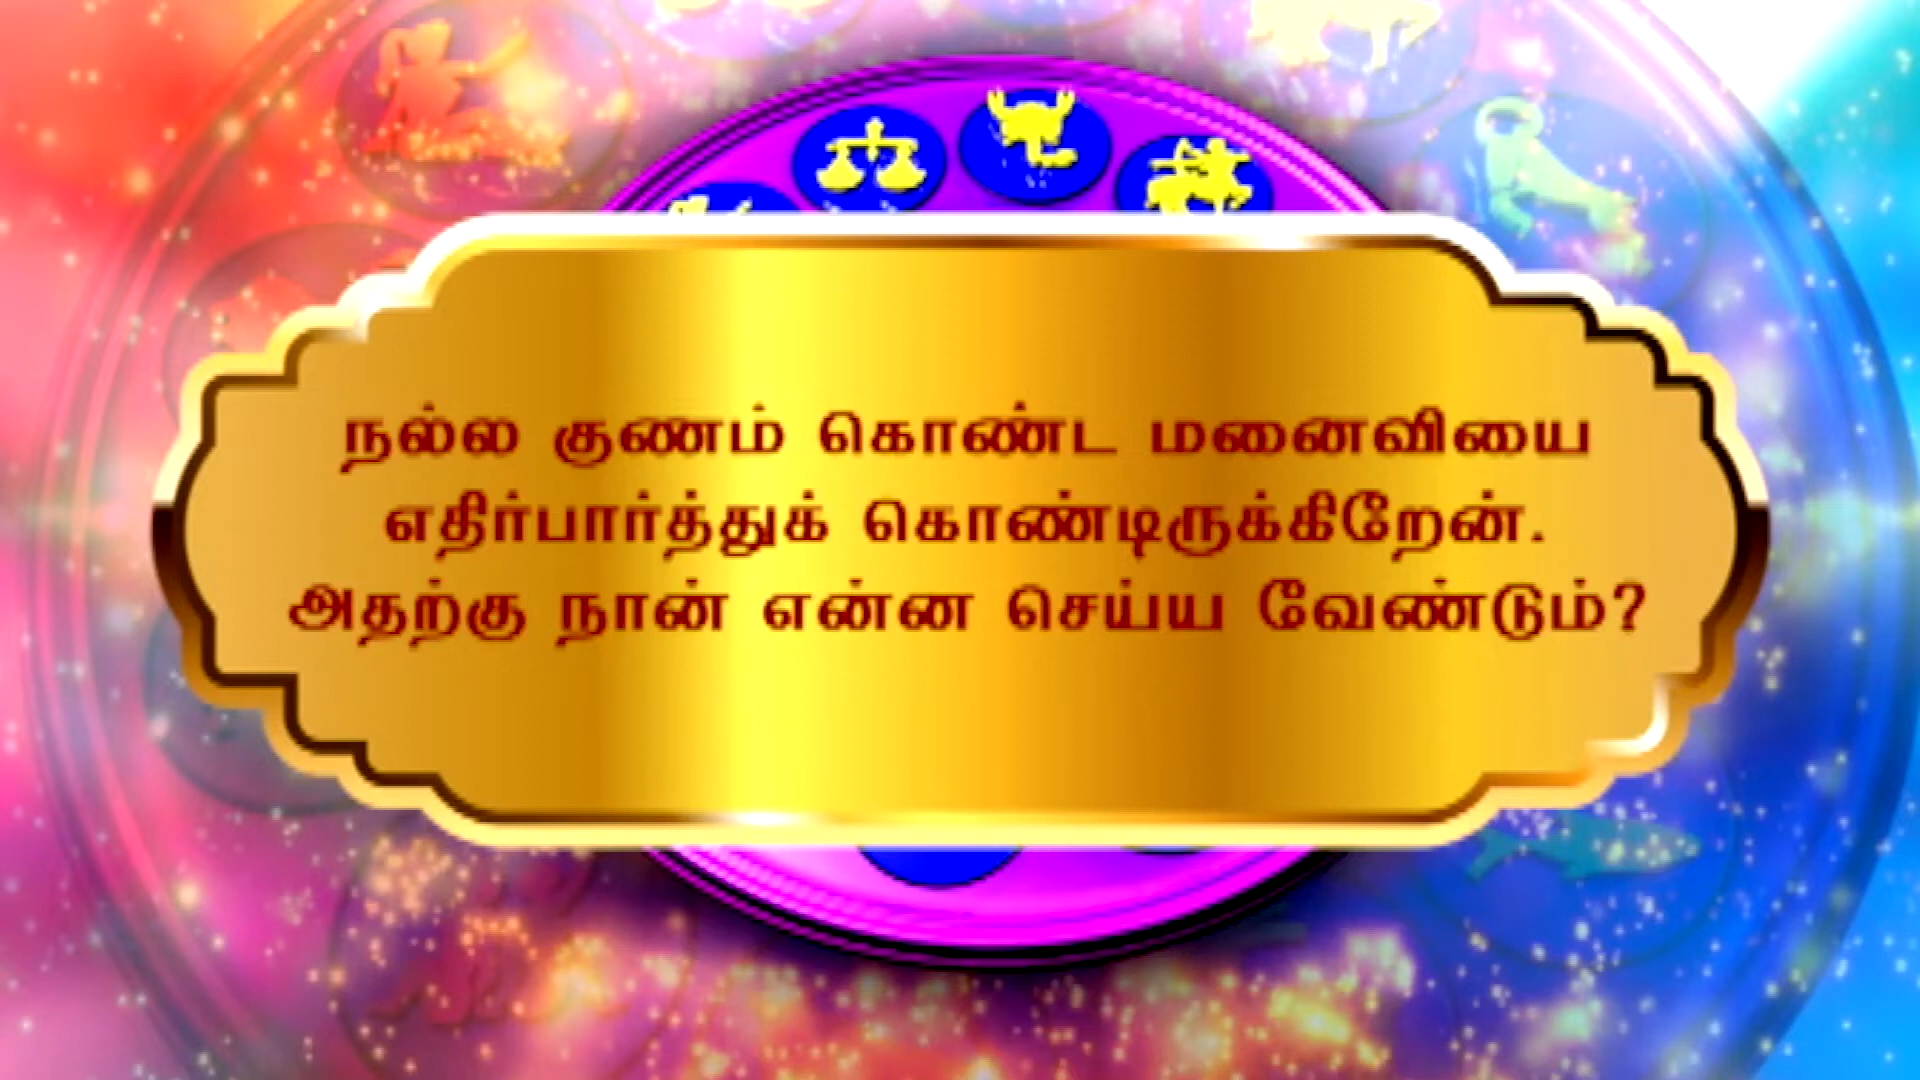 நல்ல குணம் கொண்ட மனைவியை
எதிர்பார்த்துக் கொண்டிருக்கிறேன்.
அதற்கு நான் என்ன செய்ய வேண்டும்?